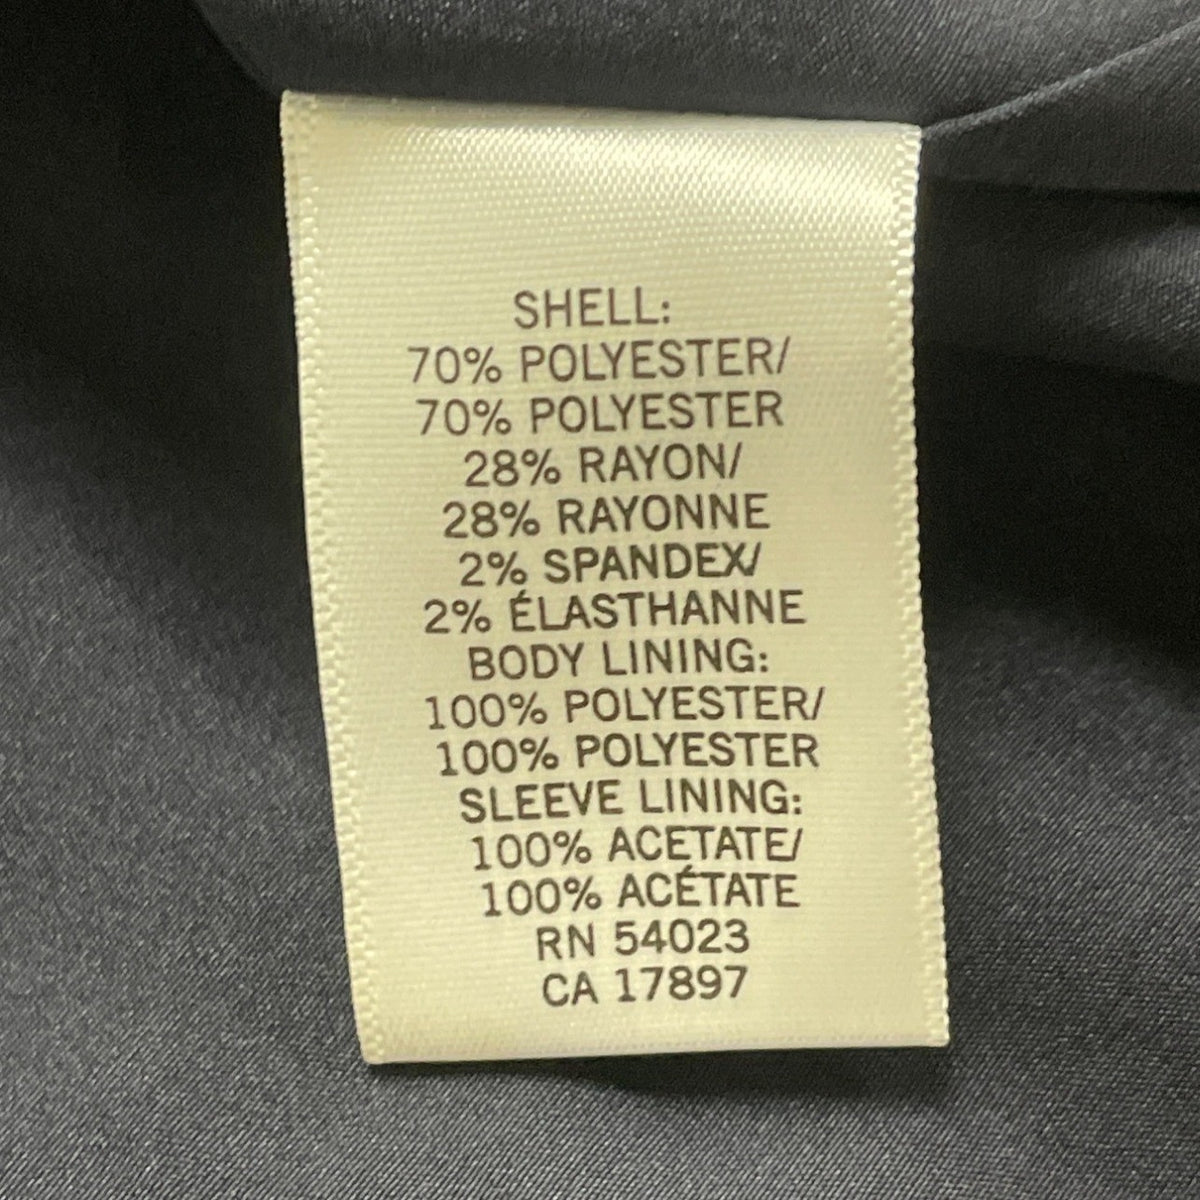 SHELL:
70% POLYESTER/
70% POLYESTER
28% RAYON/
28% RAYONNE
2% SPANDEX/
2% ÉLASTHANNE
BODY LINING:
100% POLYESTER/
100% POLYESTER
SLEEVE LINING:
100% ACETATE/
100% ACÉTATE
RN 54023
CA 17897